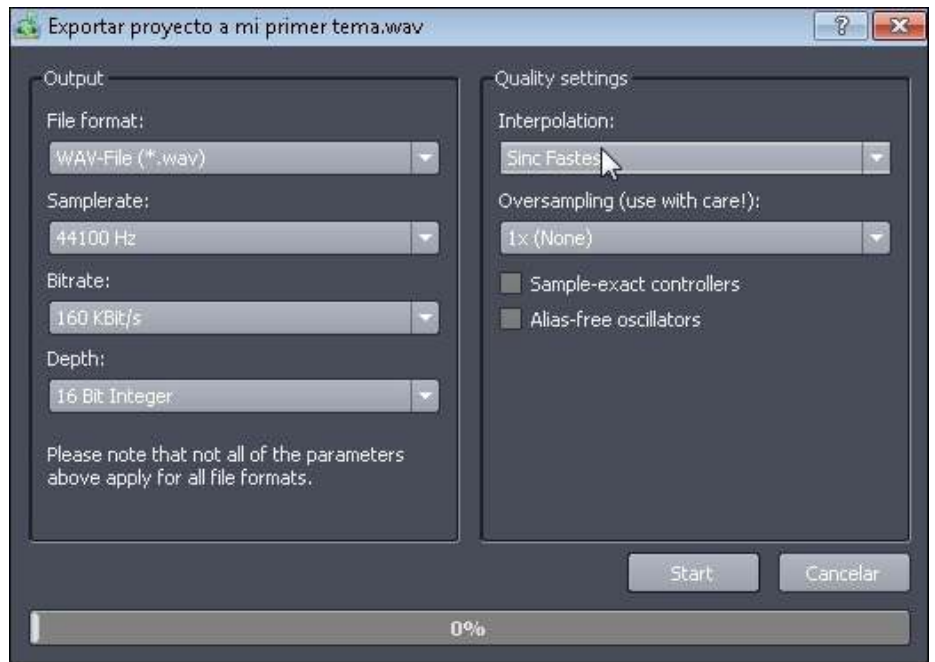 Exportar proyecto a mi primer tema.wav
Output
File format:
WAV-File (*.wav)
Samplerate:
44100 Hz
Bitrate:
160 KBit/s
Depth:
16 Bit Integer
Please note that not all of the parameters
above apply for all file formats.
Quality settings
Interpolation:
Sinc Fastes
Oversampling (use with care!):
1x (None)
Sample-exact controllers
Alias-free oscillators
Start
Cancelar
0%